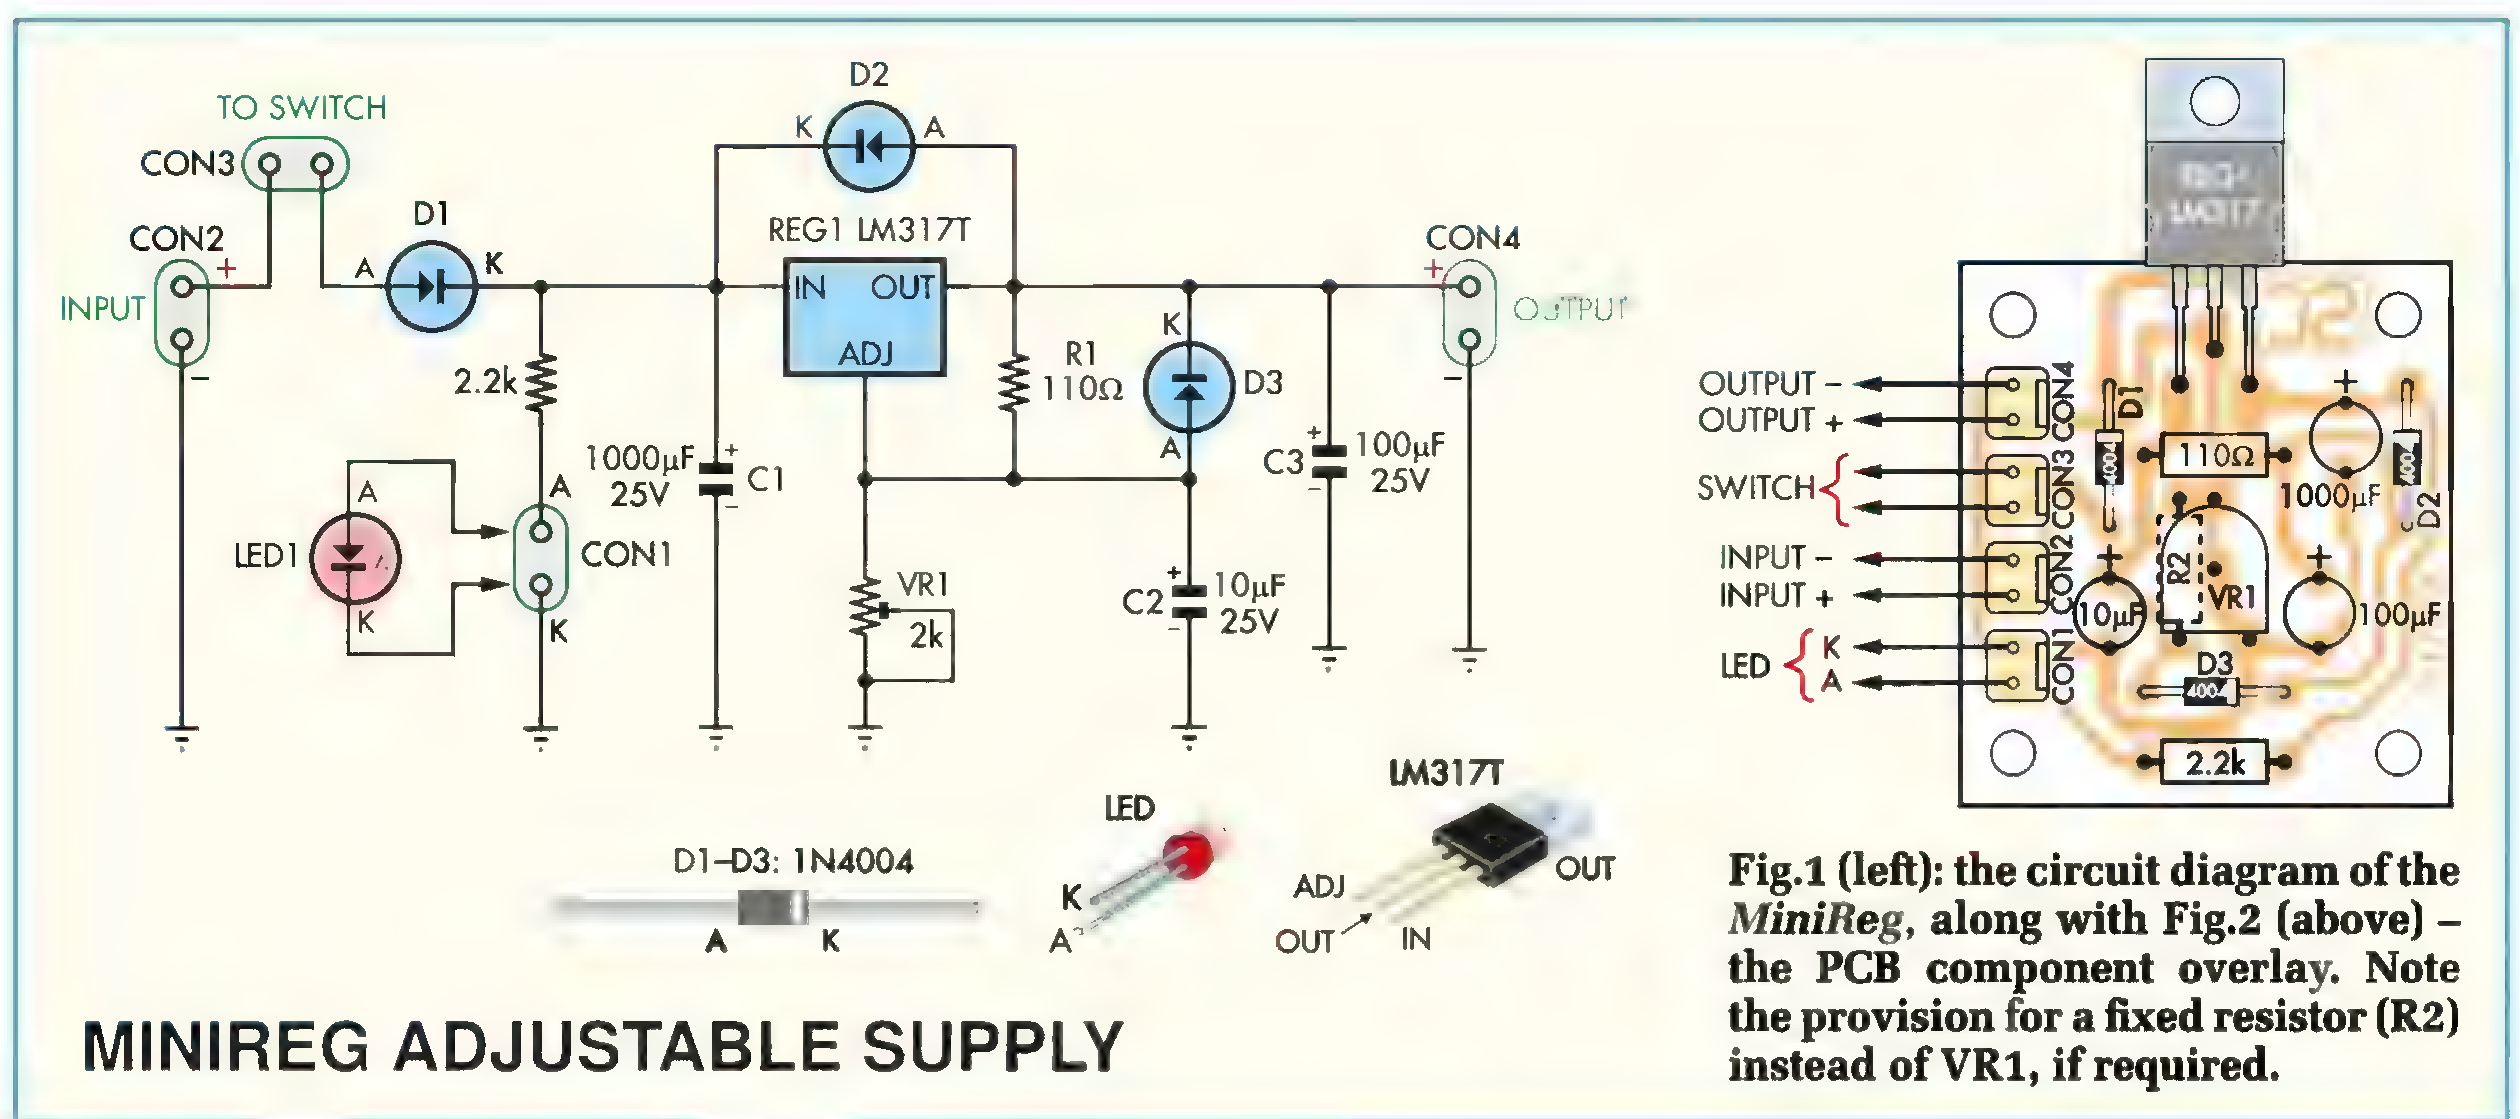 D2
K
A
TO SWITCH
CON3
D1
A
K
CON2
+
INPUT
−
REG1 LM317T
IN
OUT
ADJ
CON4
+
OUTPUT
−
2.2k
R1
110Ω
K
D3
A
1000µF
25V
+
C1
−
+
C3
−
100µF
25V
A
LED1
K
A
CON1
K
VR1
2k
+
C2
−
10µF
25V
D1–D3: 1N4004
A
K
LED
K
A
LM317T
ADJ
OUT
IN
OUT
MINIREG ADJUSTABLE SUPPLY
LM317
OUTPUT −
OUTPUT +
SWITCH
INPUT −
INPUT +
LED
K
A
CON4
CON3
CON2
CON1
D1
4004
110Ω
+
1000µF
4004
D2
+
10µF
R2
VR1
+
100µF
D3
4004
2.2k
Fig.1 (left): the circuit diagram of the
MiniReg, along with Fig.2 (above) –
the PCB component overlay. Note
the provision for a fixed resistor (R2)
instead of VR1, if required.